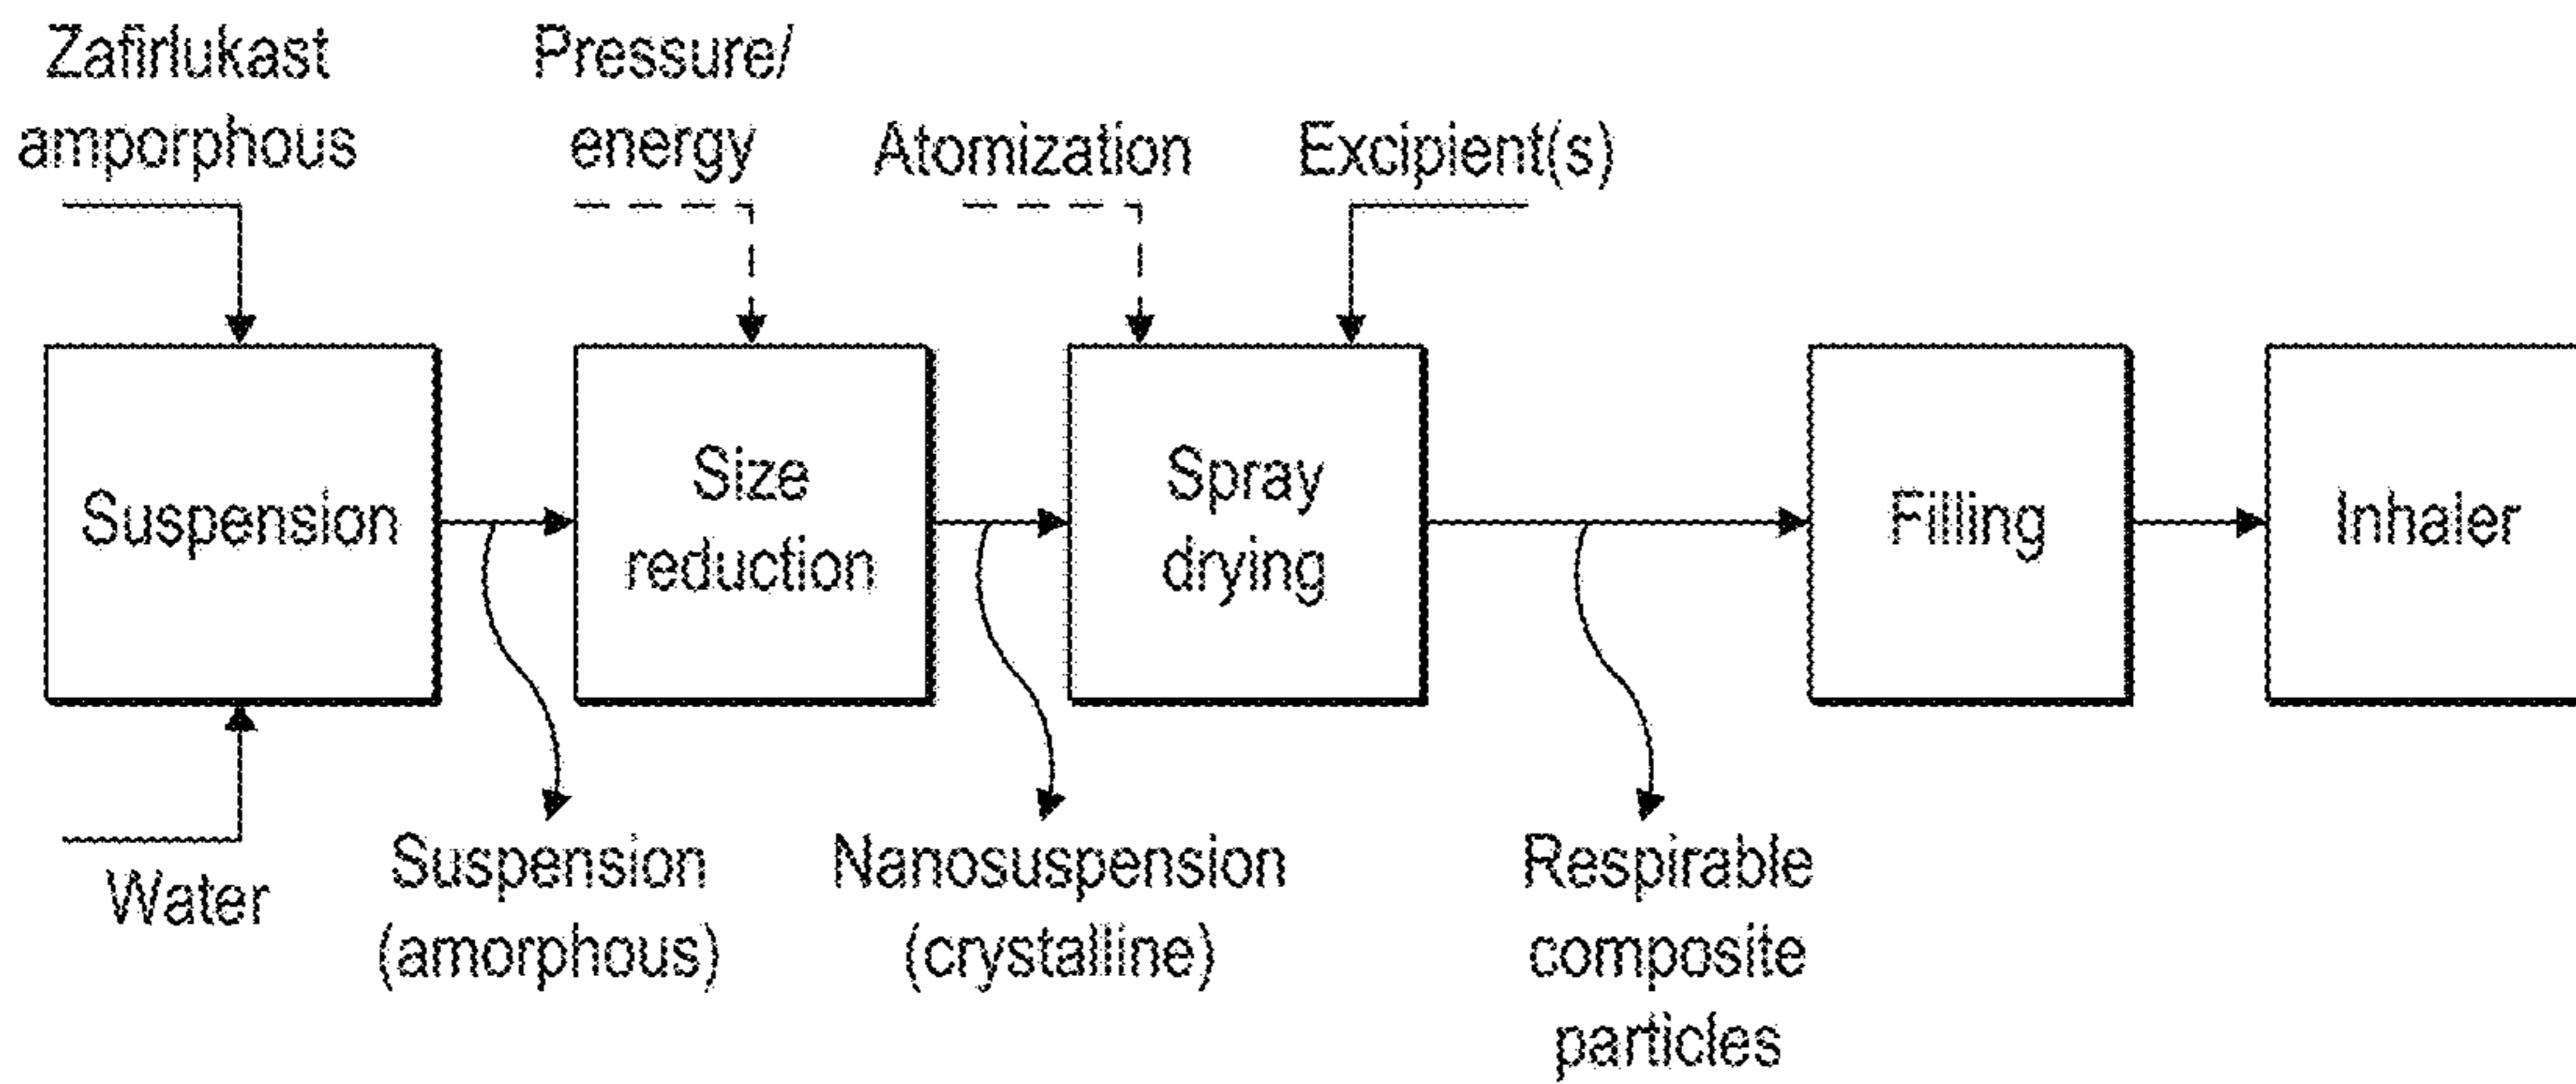 Zafirlukast
amporphous
Pressure/
energy
Atomization
Excipient(s)
Suspension
Size
reduction
Spray
drying
Filling
Inhaler
Water
Suspension
(amorphous)
Nanosuspension
(crystalline)
Respirable
composite
particles